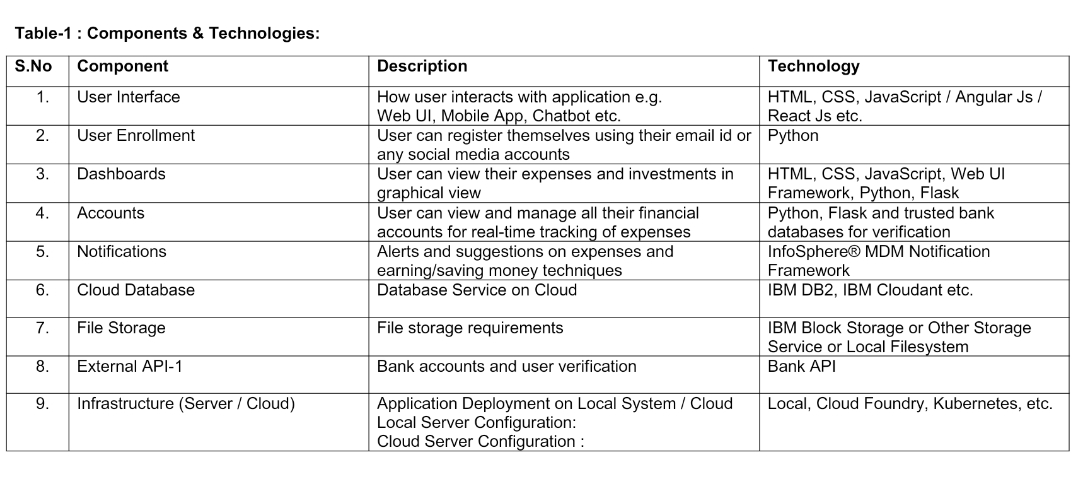 Table-1 : Components & Technologies:
S.No Component Description Technology
1. User Interface How user interacts with application e.g. HTML, CSS, JavaScript / Angular Js /
Web UI, Mobile App, Chatbot etc. React Js etc.
2. User Enrollment User can register themselves using their email id or Python
any social media accounts
3. Dashboards User can view their expenses and investments in HTML, CSS, JavaScript, Web UI
graphical view Framework, Python, Flask
4. Accounts User can view and manage all their financial Python, Flask and trusted bank
accounts for real-time tracking of expenses databases for verification
5. Notifications Alerts and suggestions on expenses and InfoSphere® MDM Notification
earning/saving money techniques Framework
6. Cloud Database Database Service on Cloud IBM DB2, IBM Cloudant etc.
7. File Storage File storage requirements IBM Block Storage or Other Storage
Service or Local Filesystem
8. External API-1 Bank accounts and user verification Bank API
9. Infrastructure (Server / Cloud) Application Deployment on Local System / Cloud Local, Cloud Foundry, Kubernetes, etc.
Local Server Configuration:
Cloud Server Configuration :